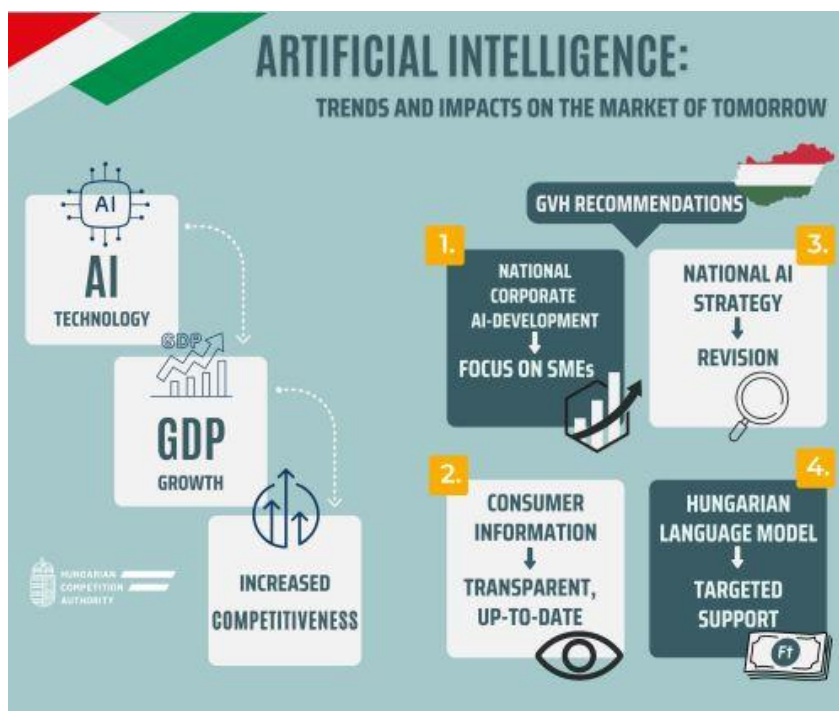 ARTIFICIAL INTELLIGENCE:
TRENDS AND IMPACTS ON THE MARKET OF TOMORROW
AI
AI
TECHNOLOGY
GDP
GDP
GROWTH
INCREASED
COMPETITIVENESS
HUNGARIAN
COMPETITION
AUTHORITY
GVH RECOMMENDATIONS
1.
NATIONAL
CORPORATE
AI-DEVELOPMENT
FOCUS ON SMEs
2.
CONSUMER
INFORMATION
TRANSPARENT,
UP-TO-DATE
3.
NATIONAL AI
STRATEGY
REVISION
4.
HUNGARIAN
LANGUAGE MODEL
TARGETED
SUPPORT
Ft